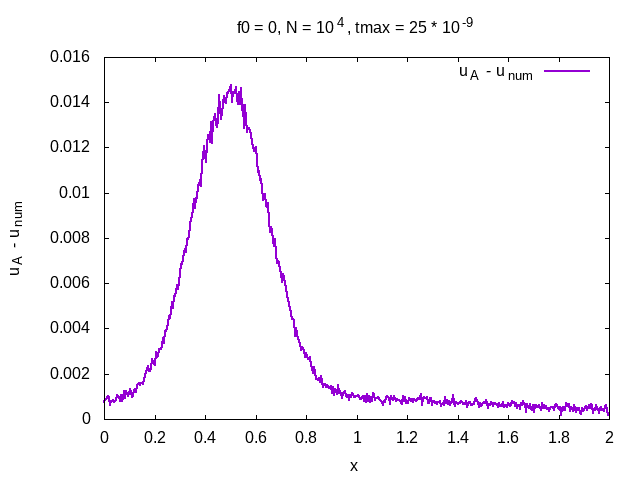 f0 = 0, N = 10^4, tmax = 25 * 10^-9
0.016
u_A - u_num
0.014
0.012
0.01
0.008
u_A - u_num
0.006
0.004
0.002
0
0 0.2 0.4 0.6 0.8 1 1.2 1.4 1.6 1.8 2
x